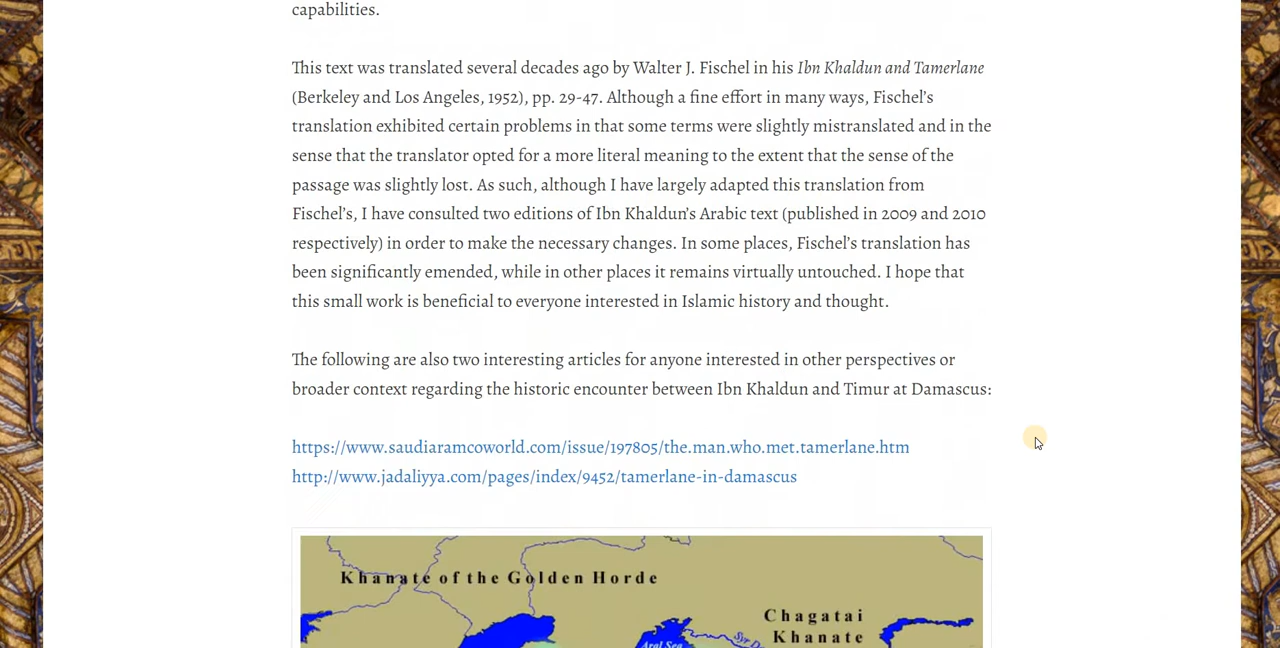 capabilities.
This text was translated several decades ago by Walter J. Fischel in his Ibn Khaldun and Tamerlane
(Berkeley and Los Angeles, 1952), pp. 29-47. Although a fine effort in many ways, Fischel’s
translation exhibited certain problems in that some terms were slightly mistranslated and in the
sense that the translator opted for a more literal meaning to the extent that the sense of the
passage was slightly lost. As such, although I have largely adapted this translation from
Fischel’s, I have consulted two editions of Ibn Khaldun’s Arabic text (published in 2009 and 2010
respectively) in order to make the necessary changes. In some places, Fischel’s translation has
been significantly emended, while in other places it remains virtually untouched. I hope that
this small work is beneficial to everyone interested in Islamic history and thought.
The following are also two interesting articles for anyone interested in other perspectives or
broader context regarding the historic encounter between Ibn Khaldun and Timur at Damascus:
https://www.saudiaramcoworld.com/issue/197805/the.man.who.met.tamerlane.htm
http://www.jadaliyya.com/pages/index/9452/tamerlane-in-damascus
Khanate of the Golden Horde
Chagatai
Khanate
Aral Sea